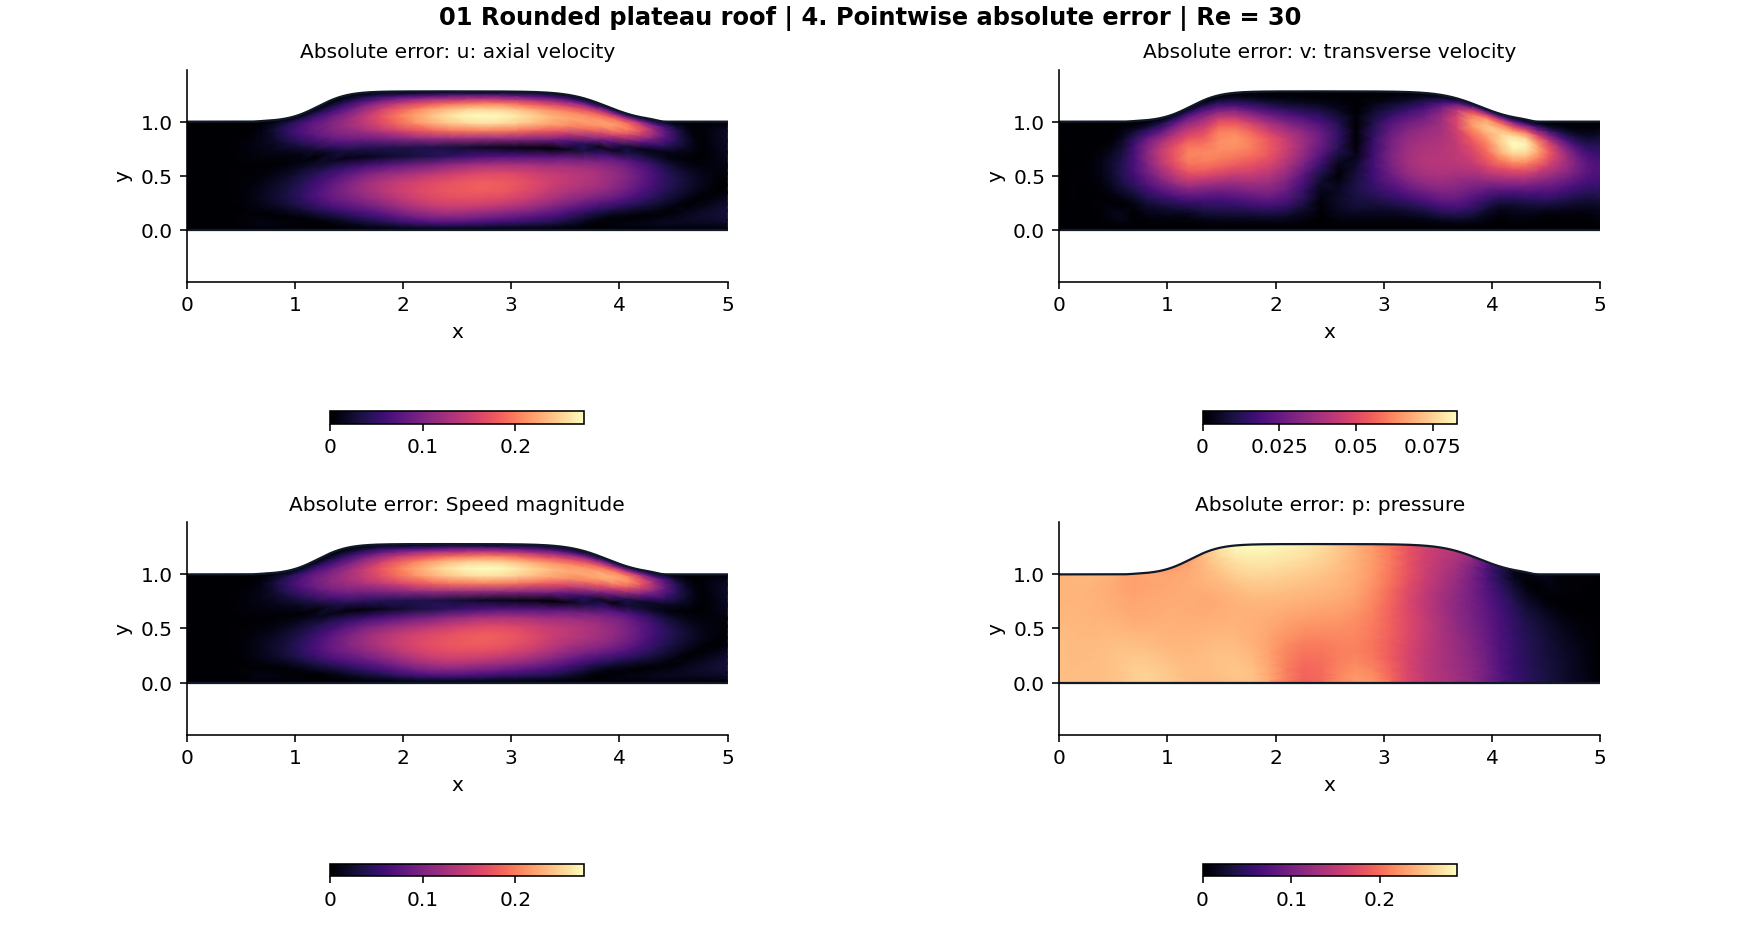 01 Rounded plateau roof | 4. Pointwise absolute error | Re = 30
Absolute error: u: axial velocity
1.0
0.5
0.0
y
0 1 2 3 4 5
x
0 0.1 0.2
Absolute error: v: transverse velocity
1.0
0.5
0.0
y
0 1 2 3 4 5
x
0 0.025 0.05 0.075
Absolute error: Speed magnitude
1.0
0.5
0.0
y
0 1 2 3 4 5
x
0 0.1 0.2
Absolute error: p: pressure
1.0
0.5
0.0
y
0 1 2 3 4 5
x
0 0.1 0.2